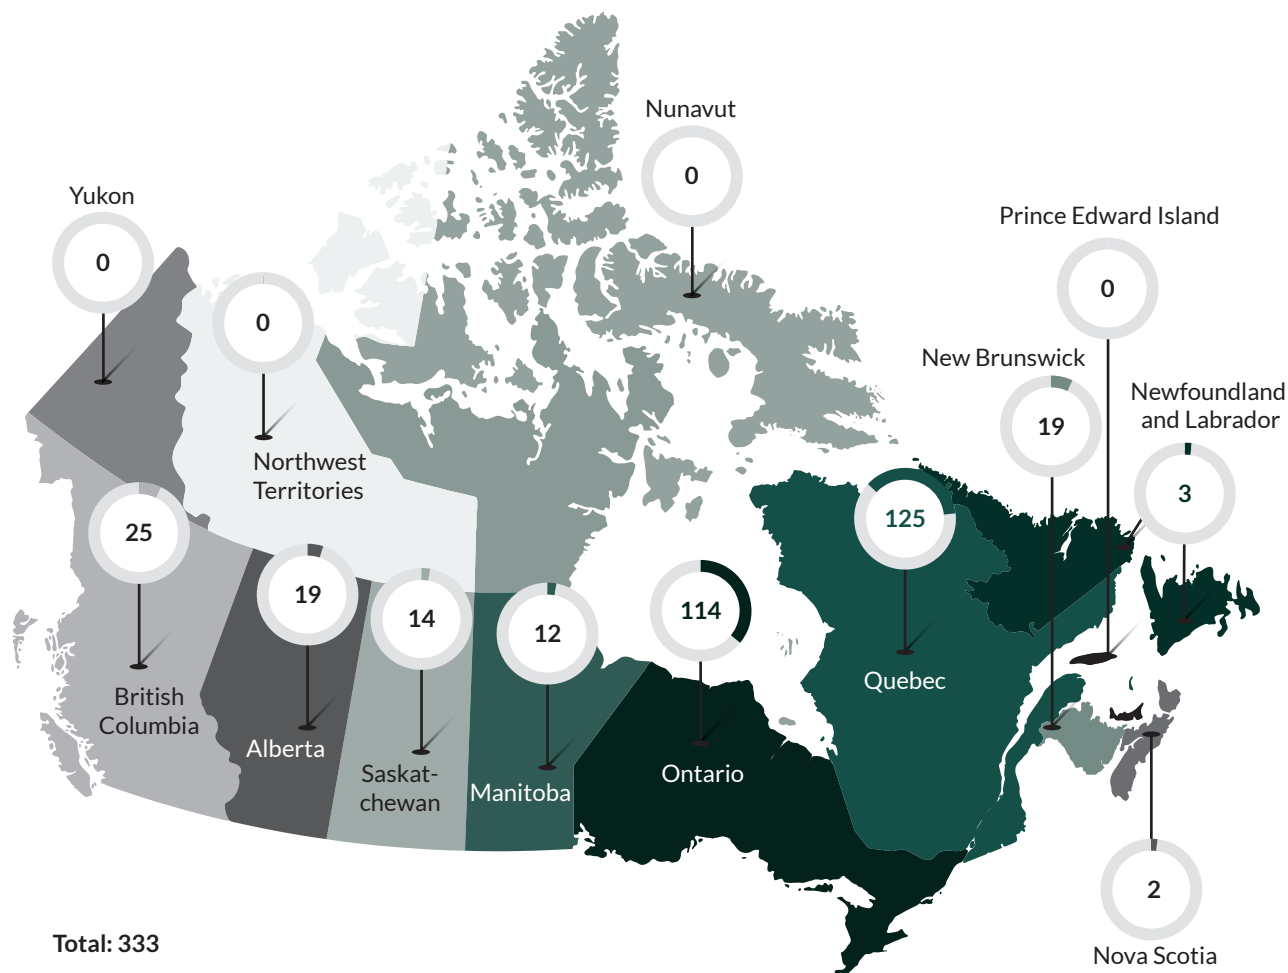 Nunavut
0
Yukon
0
Prince Edward Island
0
0
Northwest
Territories
New Brunswick
19
Newfoundland
and Labrador
3
25
British
Columbia
19
Alberta
14
Saskat-
chewan
12
Manitoba
114
Ontario
125
Quebec
2
Nova Scotia
Total: 333